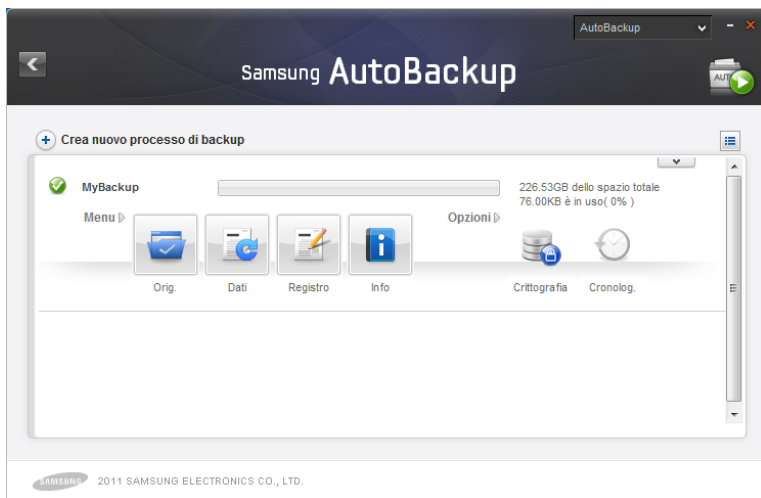 AutoBackup
Samsung AutoBackup
AUTO
Crea nuovo processo di backup
MyBackup
226.53GB dello spazio totale
76.00KB è in uso( 0% )
Menu
Opzioni
Orig.
Dati
Registro
Info
Crittografia
Cronolog.
SAMSUNG
2011 SAMSUNG ELECTRONICS CO., LTD.